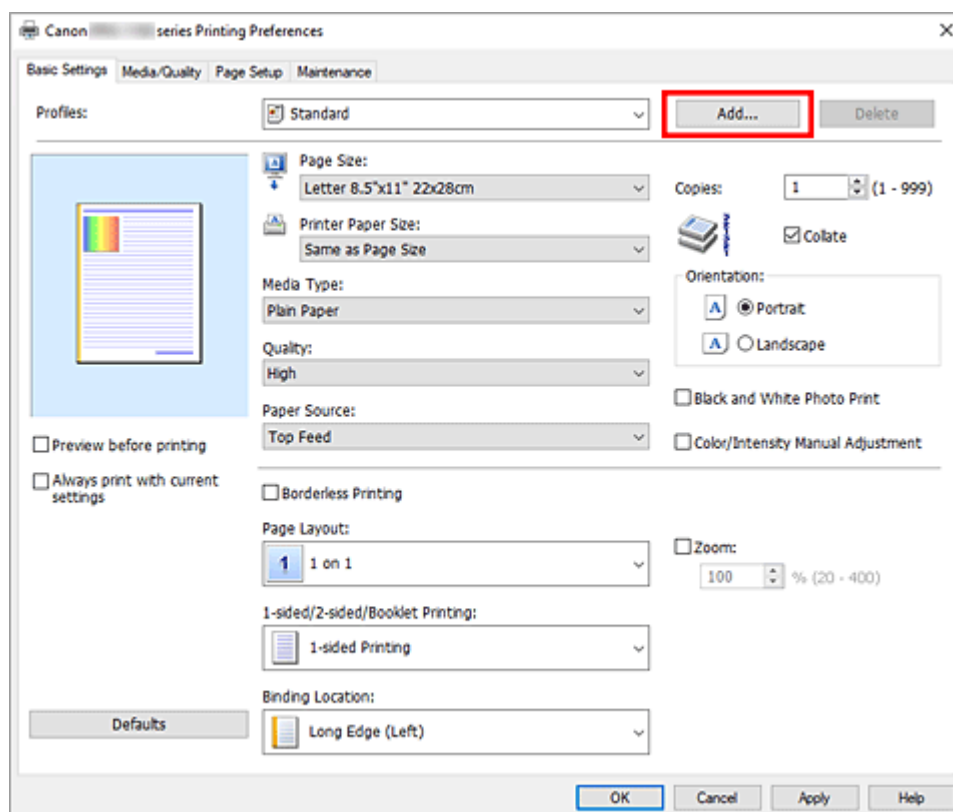 Canon series Printing Preferences
Basic Settings Media/Quality Page Setup Maintenance
Profiles: Standard Add... Delete
Page Size:
Letter 8.5"x11" 22x28cm
Copies: 1 (1 - 999)
Printer Paper Size:
Same as Page Size
Collate
Media Type:
Plain Paper
Orientation:
A Portrait
A Landscape
Quality:
High
Black and White Photo Print
Paper Source:
Top Feed
Color/Intensity Manual Adjustment
Preview before printing
Always print with current
settings
Borderless Printing
Page Layout:
1 1 on 1
Zoom:
100 % (20 - 400)
1-sided/2-sided/Booklet Printing:
1-sided Printing
Binding Location:
Long Edge (Left)
Defaults
OK Cancel Apply Help